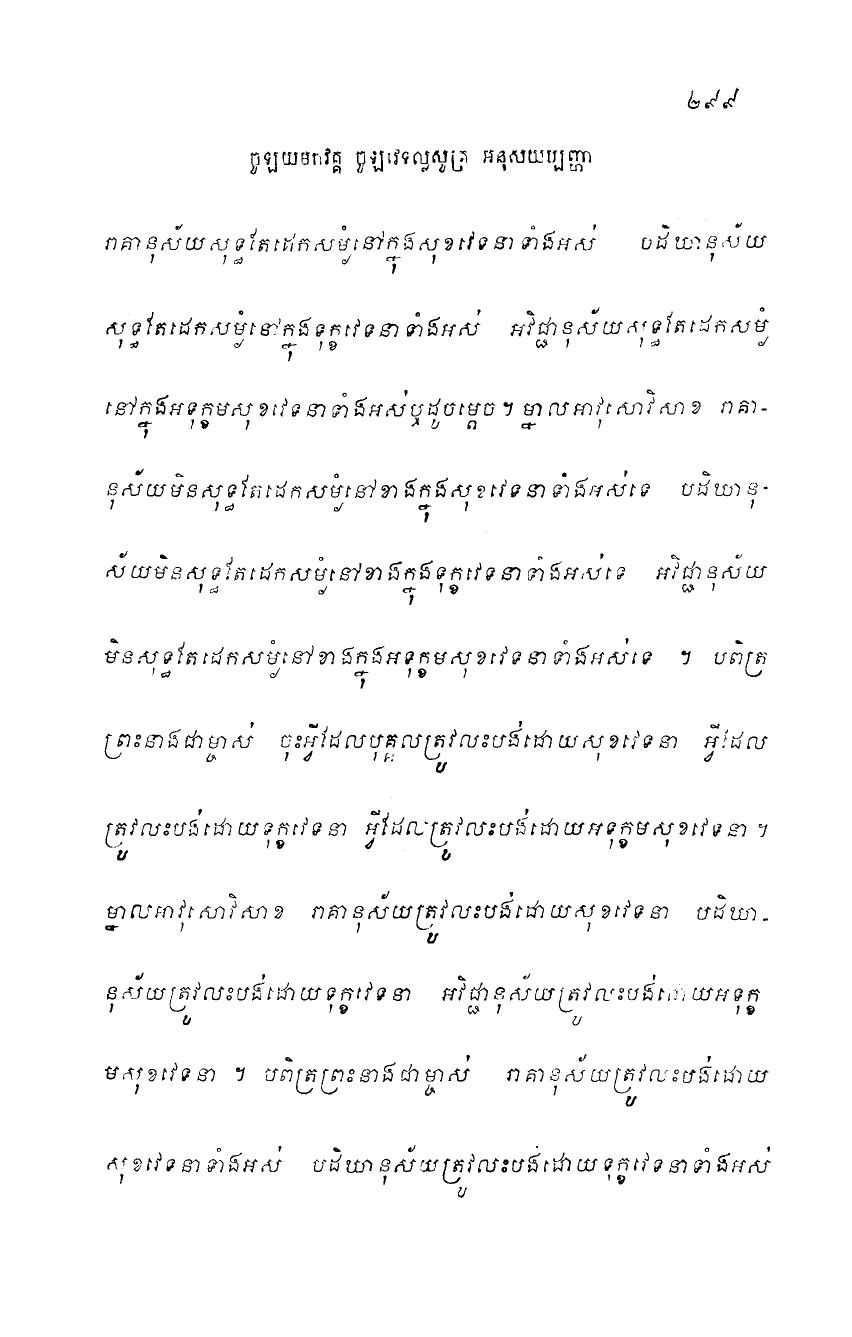 ២៩៩
ចូឡយមកវគ្គ ចូឡវេទល្លសូត្រ អនុសយប្បញ្ហា
រាគានុស័យសុទ្ធតែដេកសម្ងំនៅក្នុងសុខវេទនាទាំងអស់ បដិឃានុស័យ
សុទ្ធតែដេកសម្ងំនៅក្នុងទុក្ខវេទនាទាំងអស់ អវិជ្ជានុស័យសុទ្ធតែដេកសម្ងំ
នៅក្នុងអទុក្ខមសុខវេទនាទាំងអស់ឬដូចម្តេច។ ម្នាលអាវុសោវិសាខ រាគា-
នុស័យមិនសុទ្ធតែដេកសម្ងំនៅខាងក្នុងសុខវេទនាទាំងអស់ទេ បដិឃានុ-
ស័យមិនសុទ្ធតែដេកសម្ងំនៅខាងក្នុងទុក្ខវេទនាទាំងអស់ទេ អវិជ្ជានុស័យ
មិនសុទ្ធតែដេកសម្ងំនៅខាងក្នុងអទុក្ខមសុខវេទនាទាំងអស់ទេ ។ បពិត្រ
ព្រះនាងជាម្ចាស់ ចុះអ្វីដែលបុគ្គលត្រូវលះបង់ដោយសុខវេទនា អ្វីដែល
ត្រូវលះបង់ដោយទុក្ខវេទនា អ្វីដែលត្រូវលះបង់ដោយអទុក្ខមសុខវេទនា ។
ម្នាលអាវុសោវិសាខ រាគានុស័យត្រូវលះបង់ដោយសុខវេទនា បដិឃា-
នុស័យត្រូវលះបង់ដោយទុក្ខវេទនា អវិជ្ជានុស័យត្រូវលះបង់ដោយអទុក្ខ
មសុខវេទនា ។ បពិត្រព្រះនាងជាម្ចាស់ រាគានុស័យត្រូវលះបង់ដោយ
សុខវេទនាទាំងអស់ បដិឃានុស័យត្រូវលះបង់ដោយទុក្ខវេទនាទាំងអស់